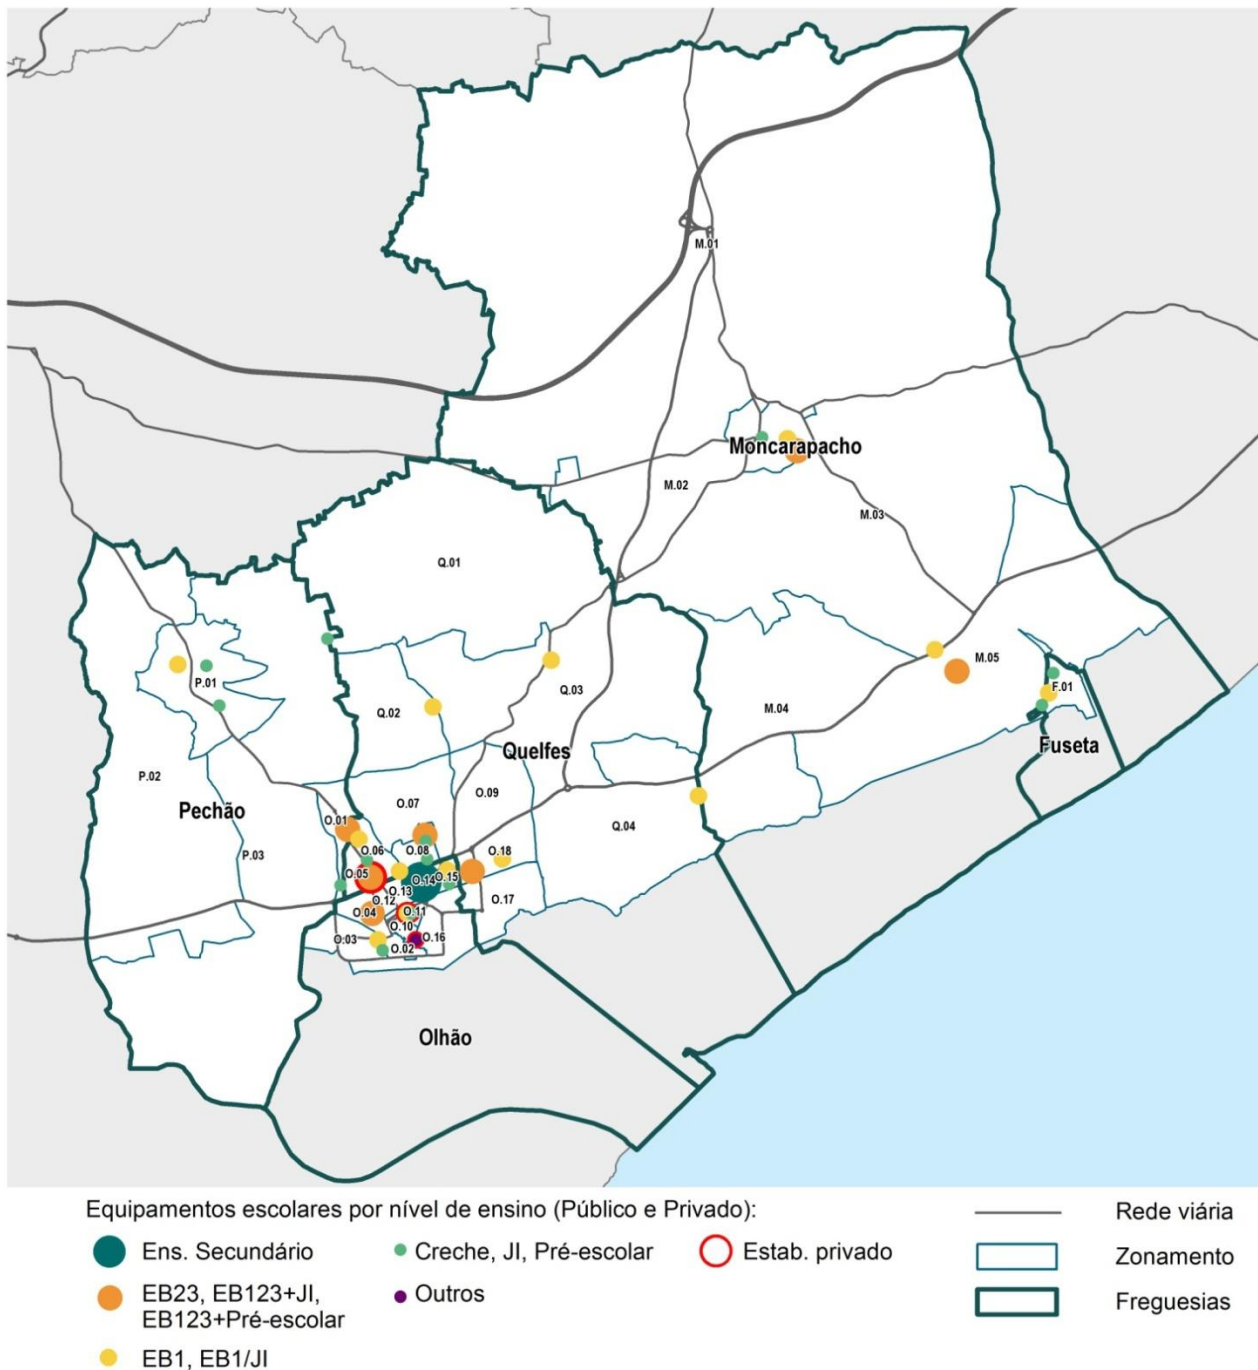 M.01
Moncarapacho
M.02
M.03
Q.01
P.01
M.05
F.01
Q.03
Q.02
M.04
Fuseta
Quelfes
P.02
O.09
O.07
Pechão
O.01
Q.04
O.06
O.08
O.18
P.03
O.05
O.14
O.15
O.13
O.12
O.17
O.04
O.11
O.10
O.03
O.16
O.02
Olhão
Equipamentos escolares por nível de ensino (Público e Privado):
Ens. Secundário
EB23, EB123+JI,
EB123+Pré-escolar
EB1, EB1/JI
Creche, JI, Pré-escolar
Outros
Estab. privado
Rede viária
Zonamento
Freguesias